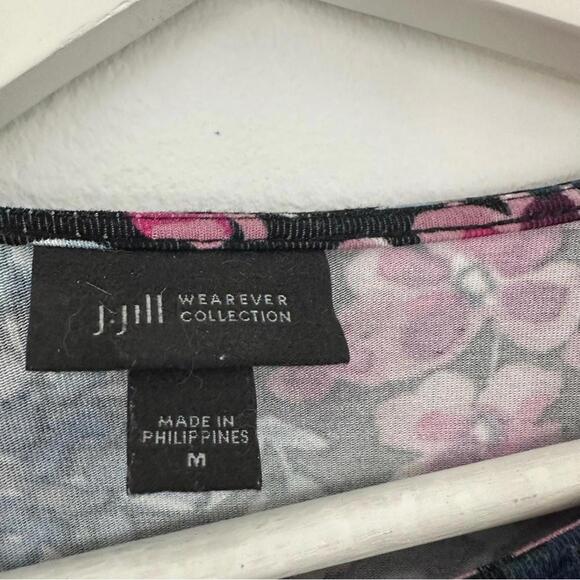 J.Jill WEAREVER
COLLECTION
MADE IN
PHILIPPINES
M